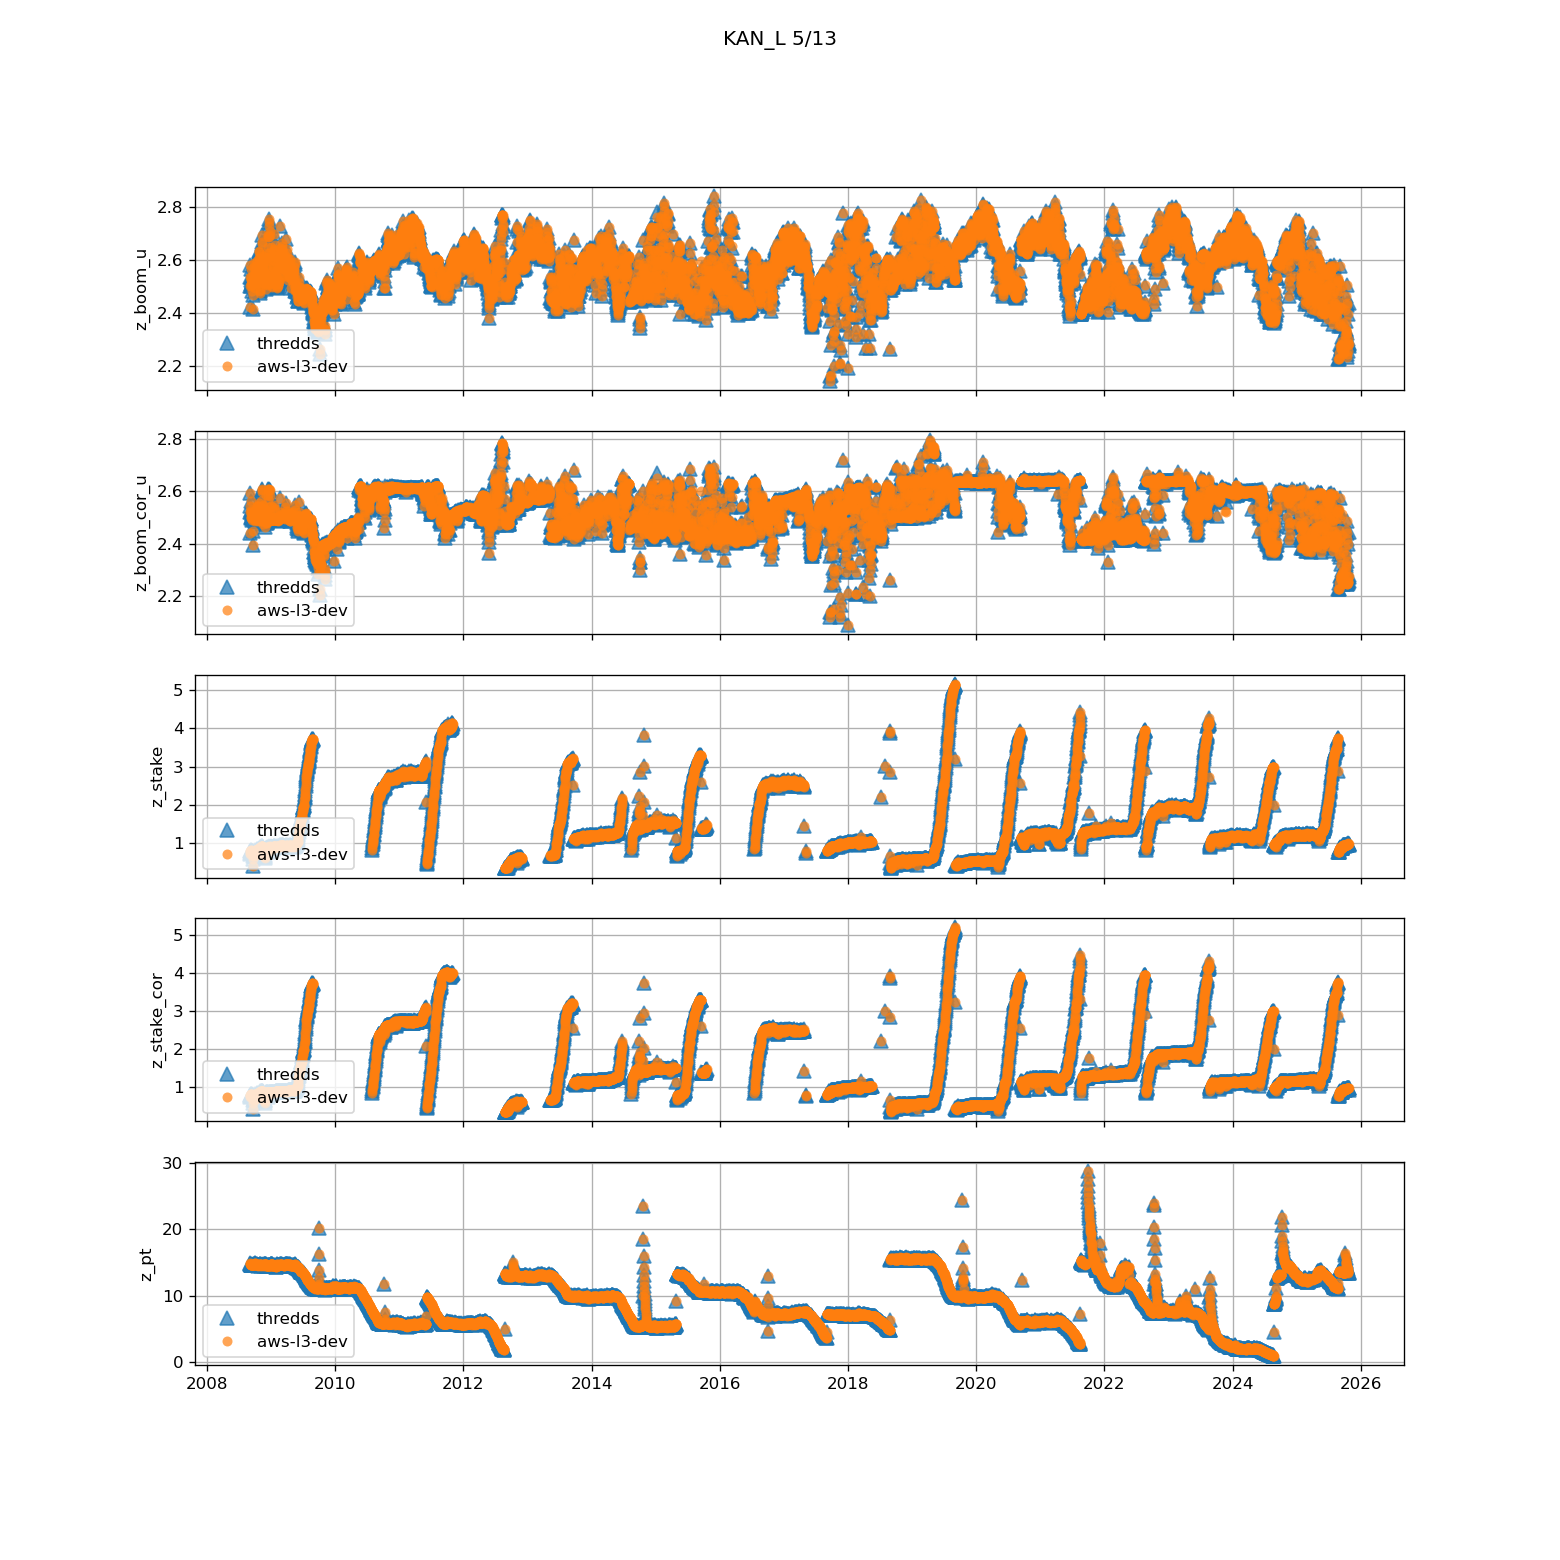 KAN_L 5/13
2.8
2.6
2.4
2.2
z_boom_u
thredds
aws-l3-dev
2.8
2.6
2.4
2.2
z_boom_cor_u
thredds
aws-l3-dev
5
4
3
2
1
z_stake
thredds
aws-l3-dev
5
4
3
2
1
z_stake_cor
thredds
aws-l3-dev
30
20
10
0
z_pt
thredds
aws-l3-dev
2008 2010 2012 2014 2016 2018 2020 2022 2024 2026